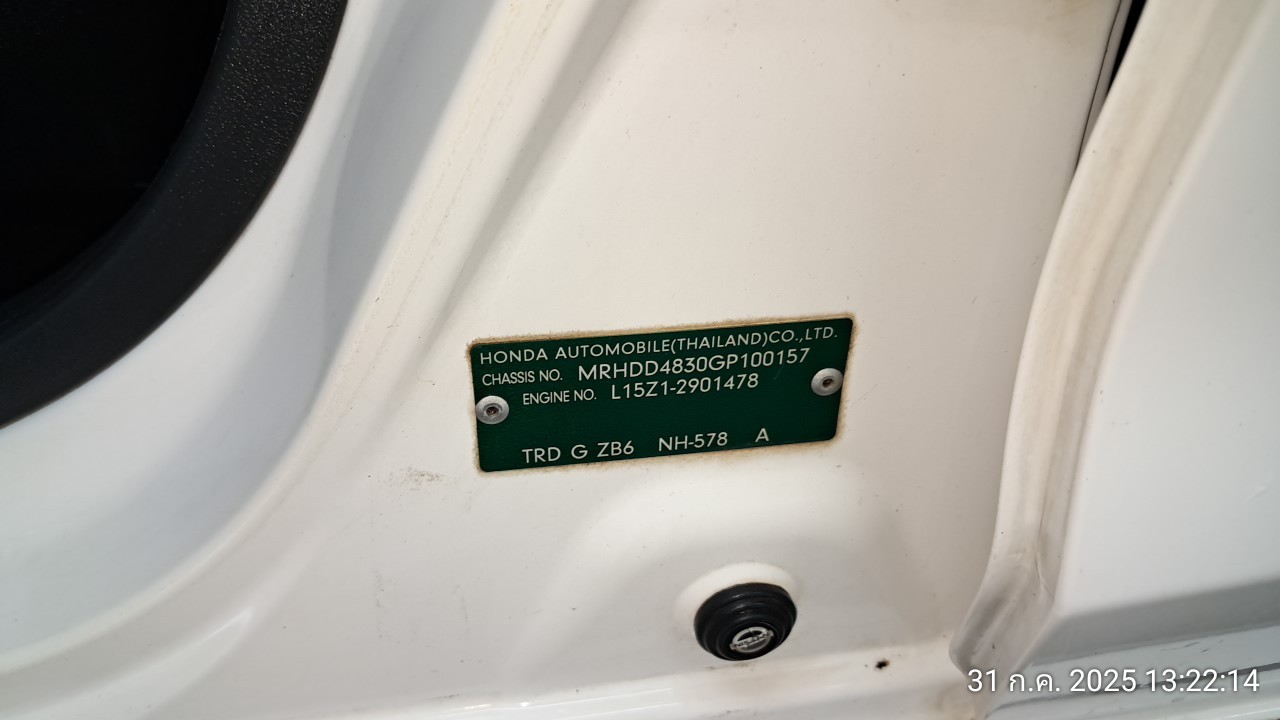 HONDA AUTOMOBILE(THAILAND)CO.,LTD.
CHASSIS NO. MRHDD4830GP100157
ENGINE NO. L15Z1-2901478
TRD G ZB6 NH-578 A
31 ก.ค. 2025 13:22:14